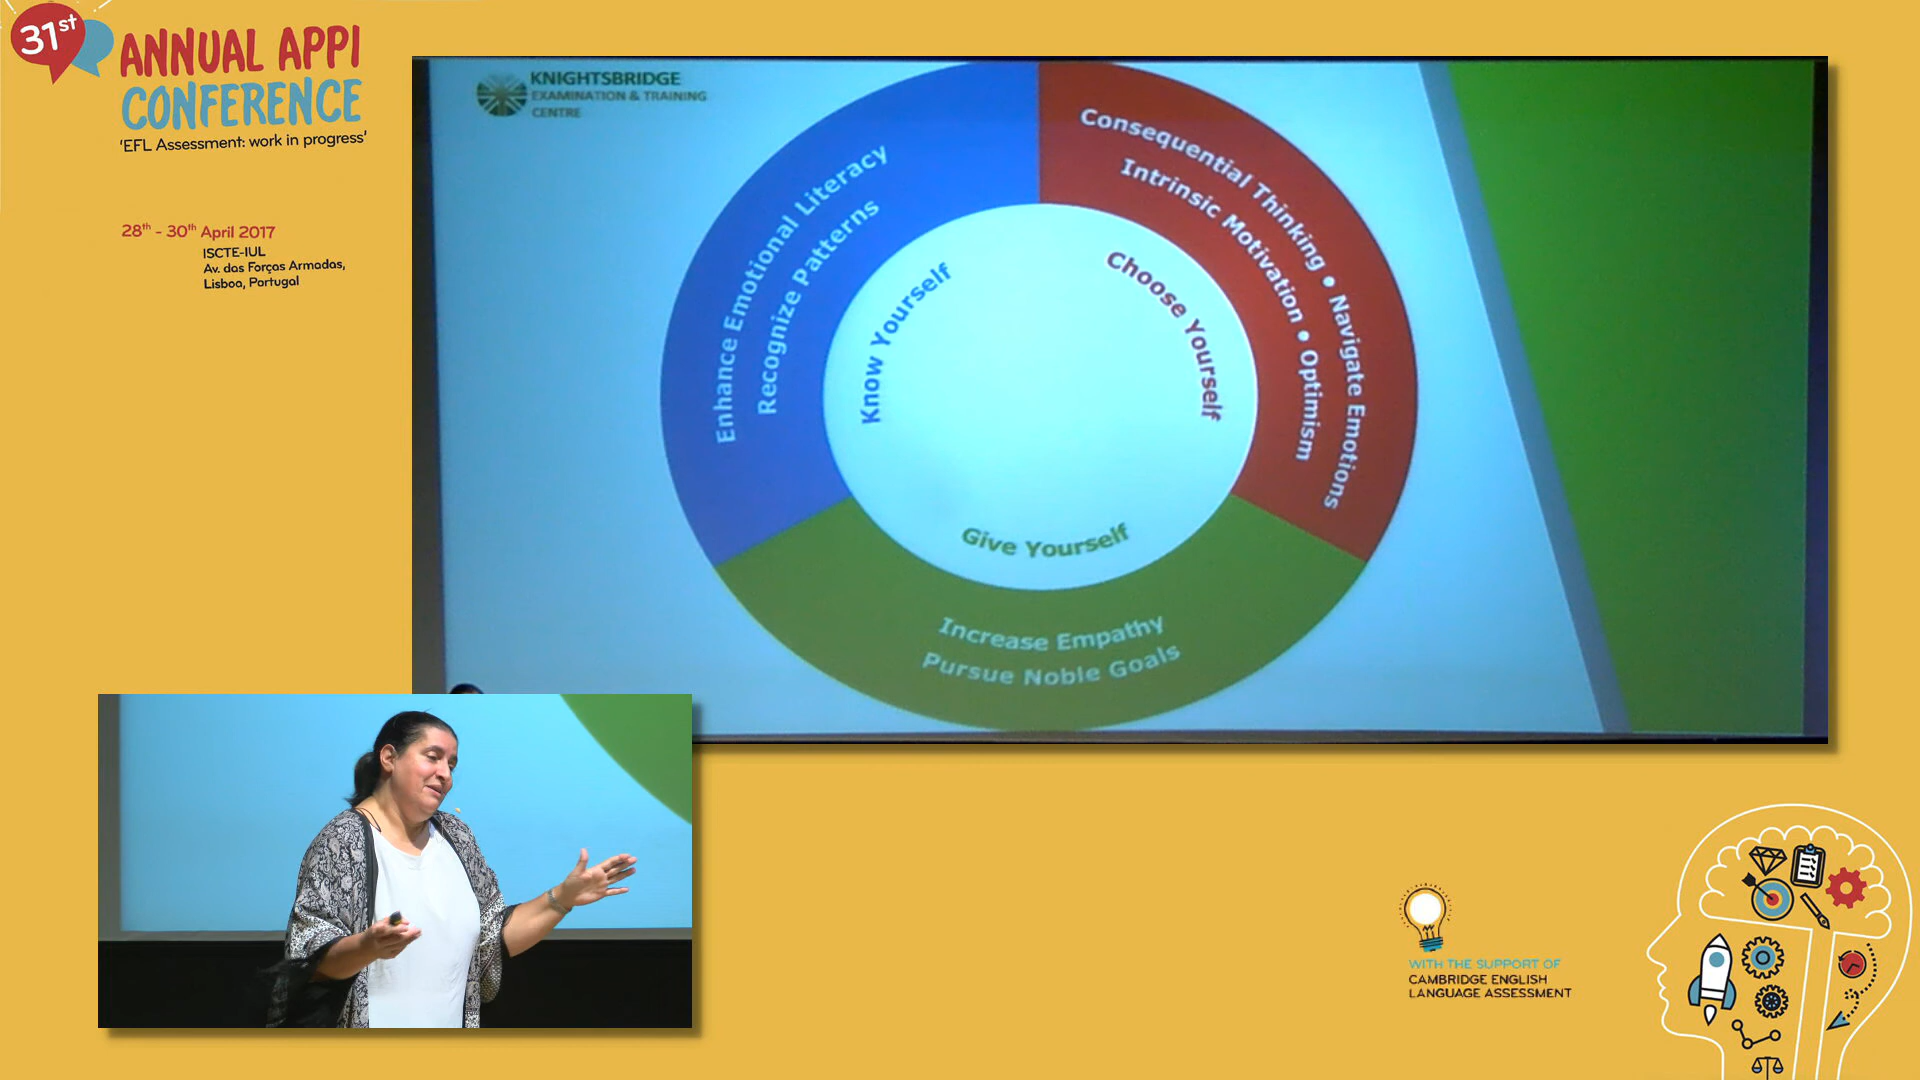 31st
ANNUAL APPI
CONFERENCE
'EFL Assessment: work in progress'
28th - 30th April 2017
ISCTE-IUL
Av. das Forças Armadas,
Lisboa, Portugal
KNIGHTSBRIDGE
EXAMINATION & TRAINING
CENTRE
Enhance Emotional Literacy
Recognize Patterns
Know Yourself
Consequential Thinking • Navigate Emotions
Intrinsic Motivation • Optimism
Choose Yourself
Give Yourself
Increase Empathy
Pursue Noble Goals
WITH THE SUPPORT OF
CAMBRIDGE ENGLISH
LANGUAGE ASSESSMENT